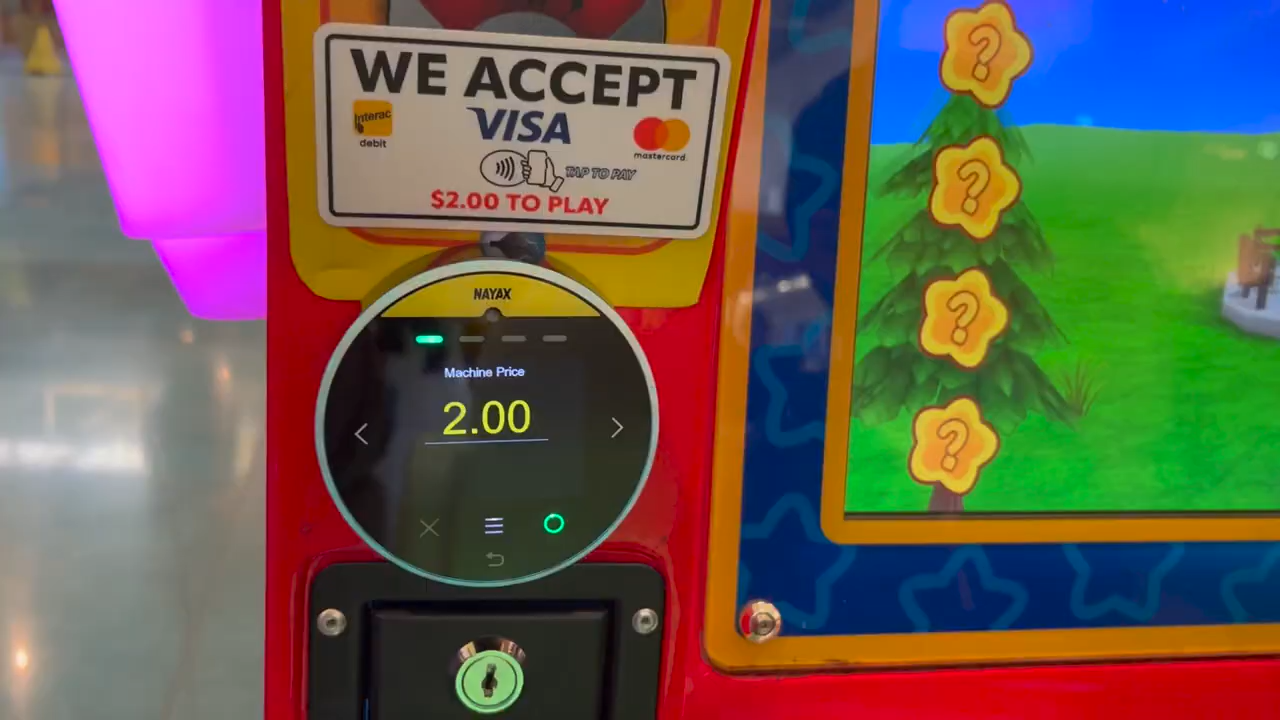 WE ACCEPT
Interac
debit
VISA
mastercard
TAP TO PAY
$2.00 TO PLAY
NAYAX
Machine Price
2.00
?
?
?
?